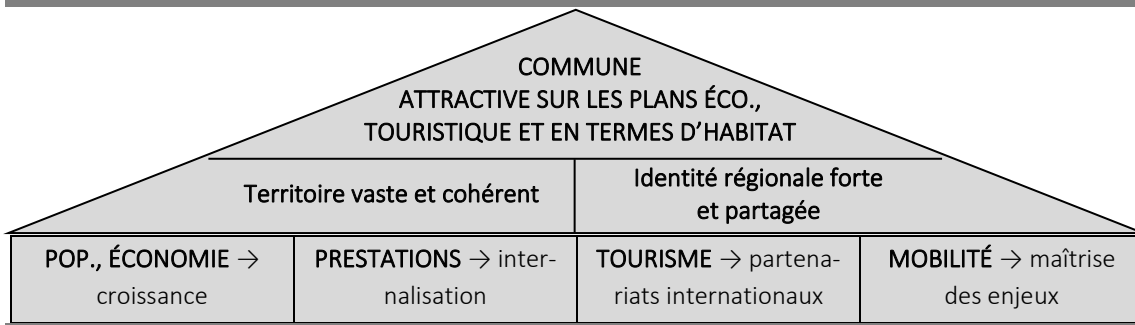 COMMUNE
ATTRACTIVE SUR LES PLANS ÉCO.,
TOURISTIQUE ET EN TERMES D’HABITAT
Territoire vaste et cohérent
Identité régionale forte
et partagée
POP., ÉCONOMIE →
croissance
PRESTATIONS → inter-
nalisation
TOURISME → partena-
riats internationaux
MOBILITÉ → maîtrise
des enjeux